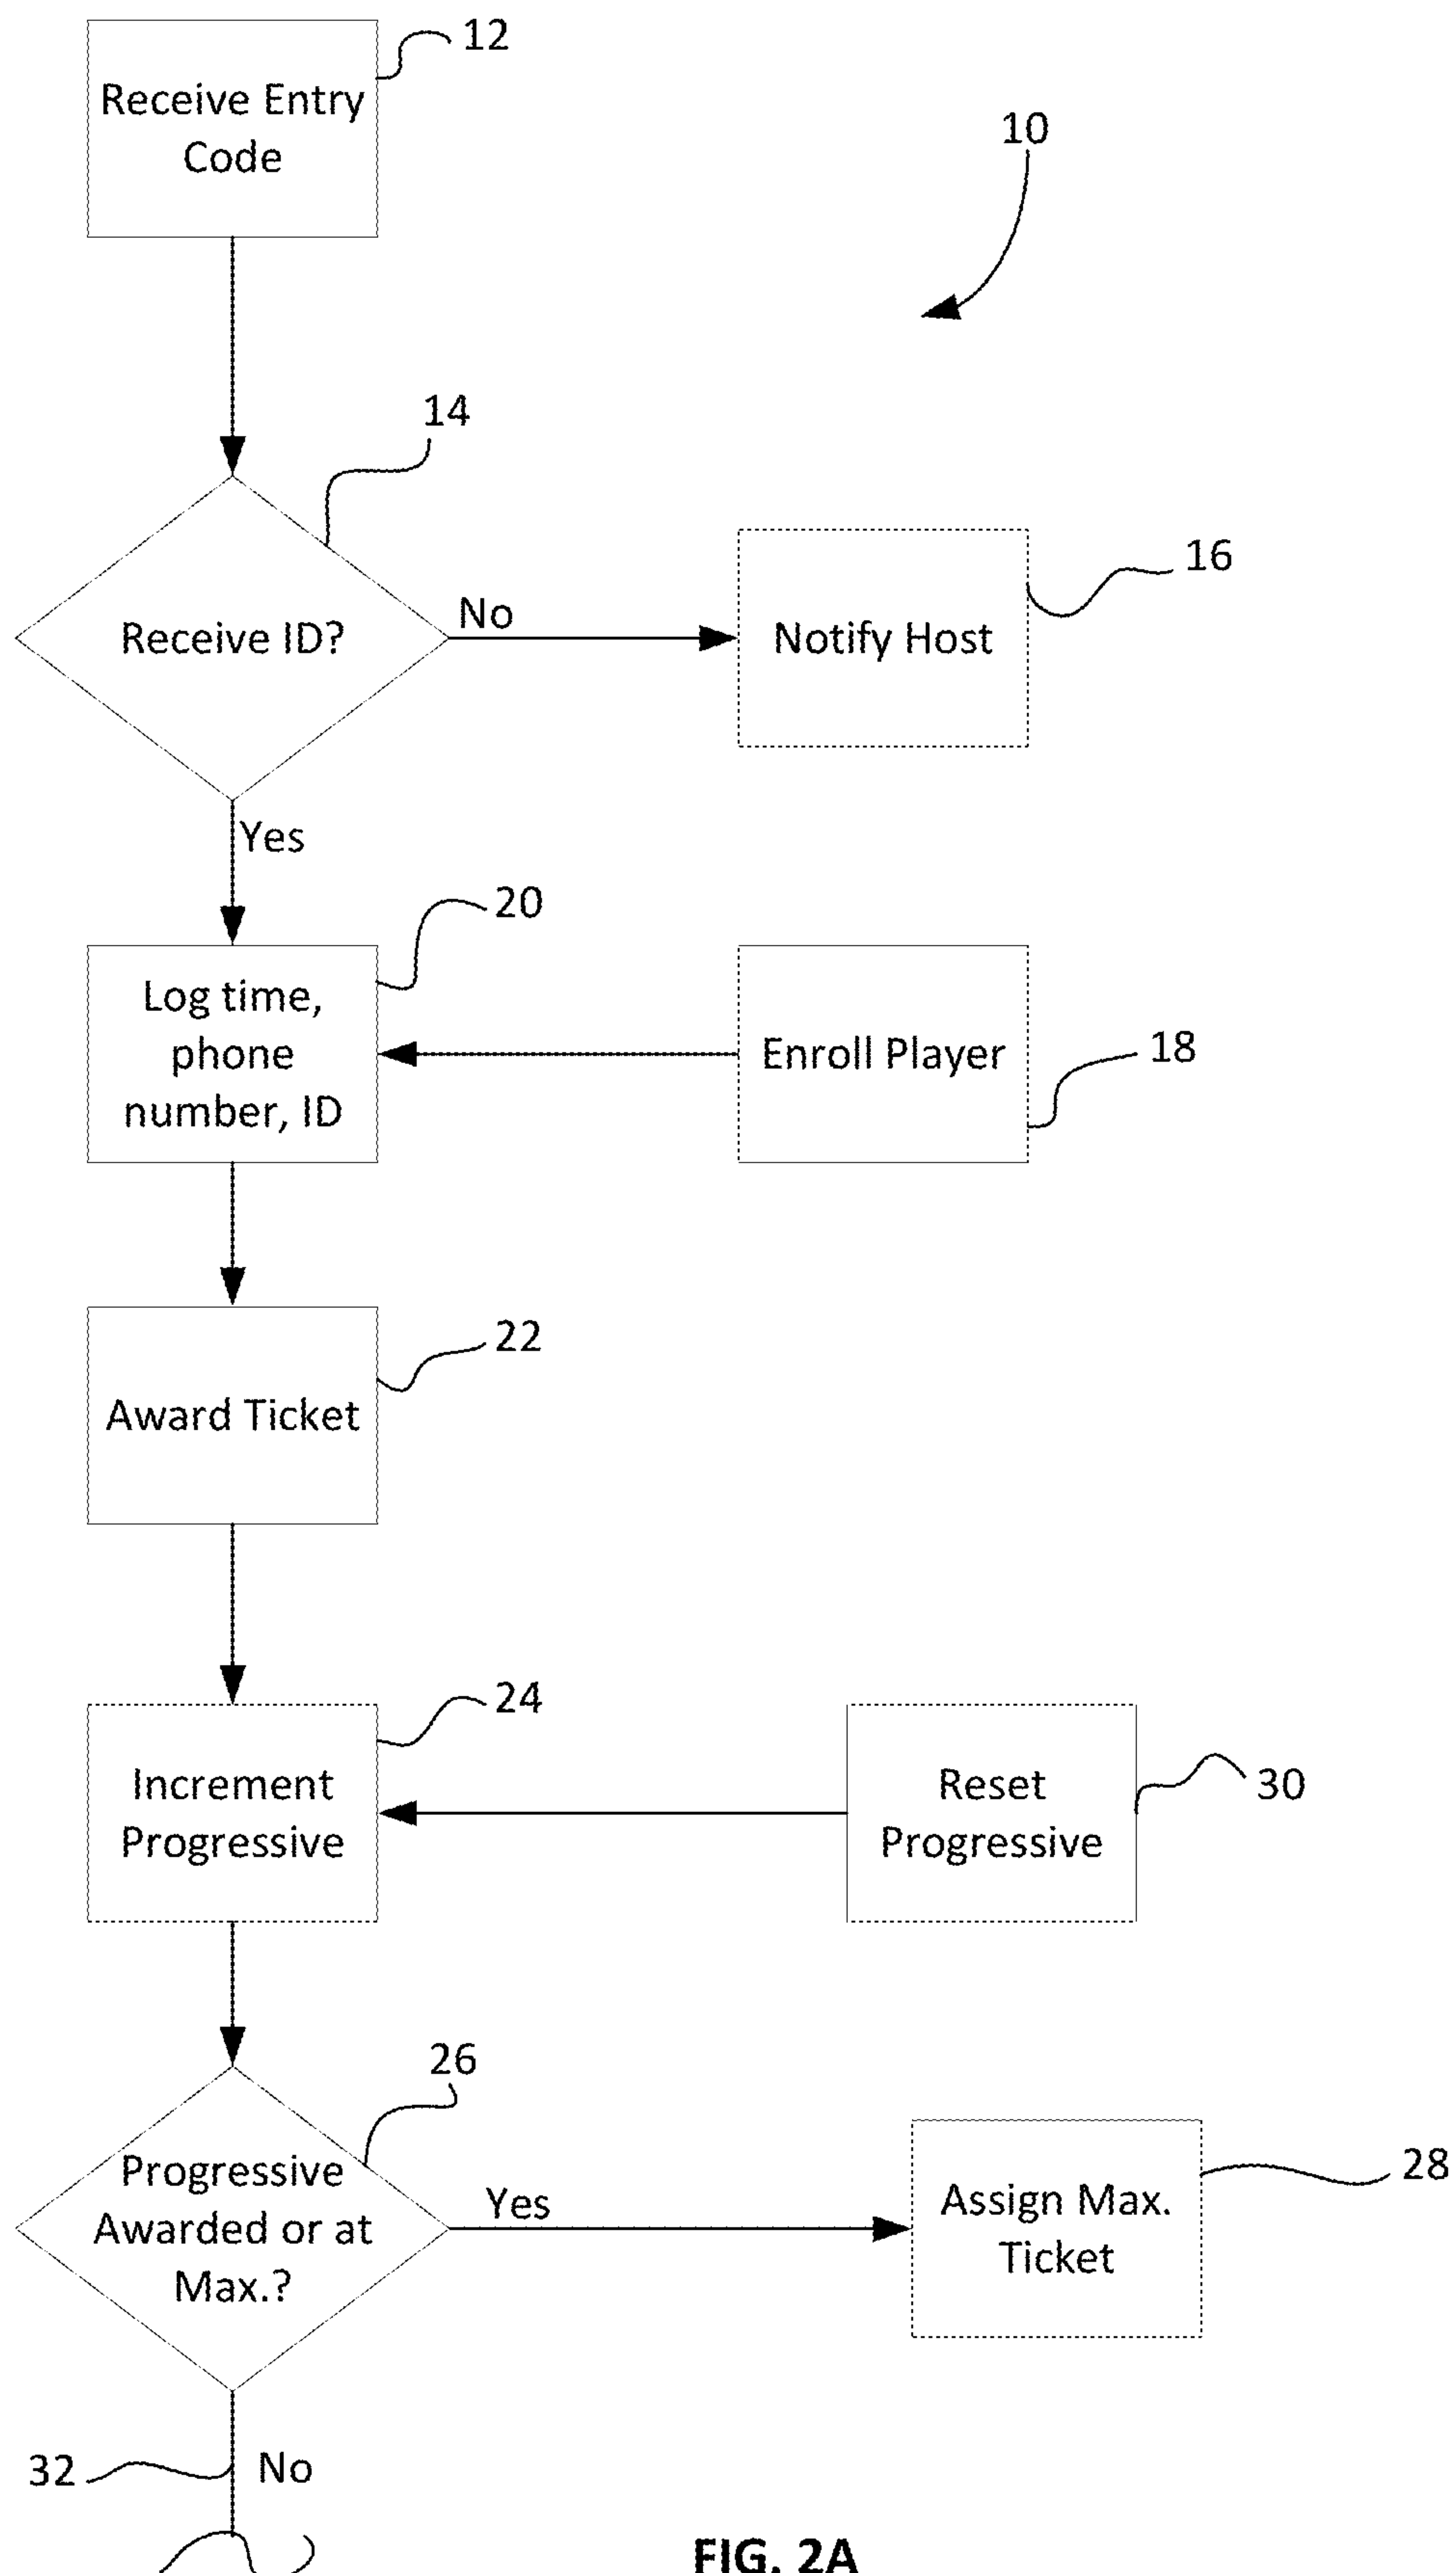 12
Receive Entry
Code
10
14
Receive ID?
No
16
Notify Host
Yes
20
Log time,
phone
number, ID
Enroll Player
18
22
Award Ticket
24
Increment
Progressive
Reset
Progressive
30
26
Progressive
Awarded or at
Max.?
Yes
28
Assign Max.
Ticket
32
No
FIG. 2A